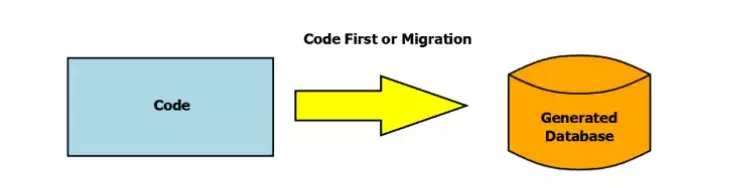 Code First or Migration
Code
Generated
Database